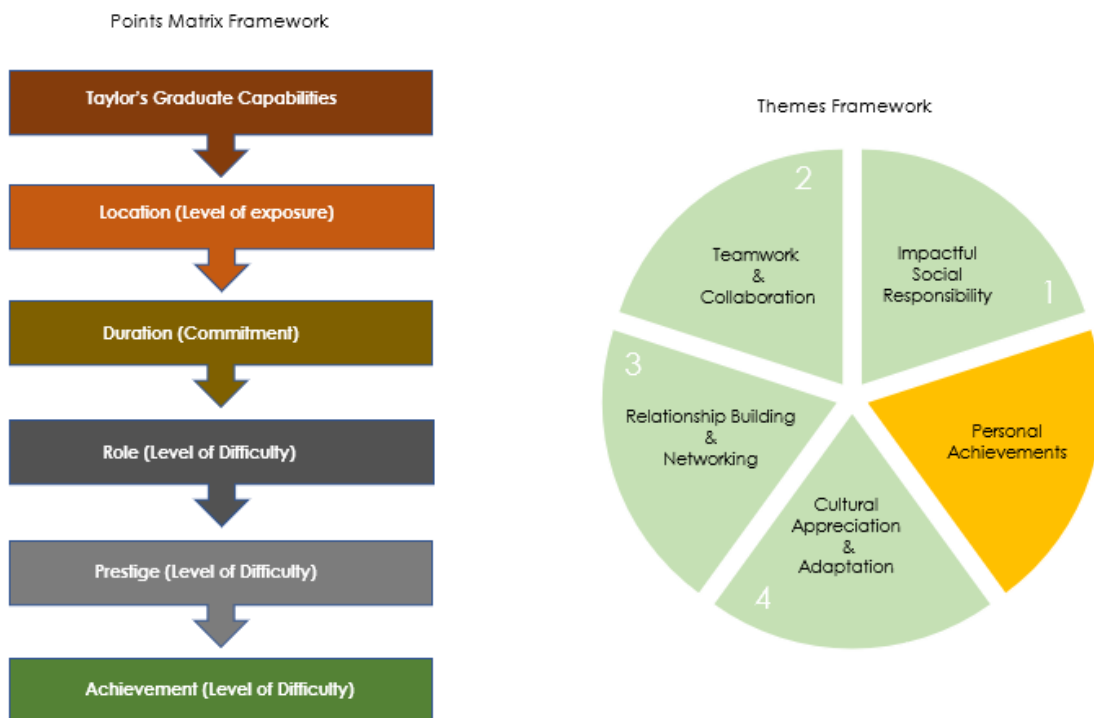 Points Matrix Framework
Taylor's Graduate Capabilities
Location (Level of exposure)
Duration (Commitment)
Role (Level of Difficulty)
Prestige (Level of Difficulty)
Achievement (Level of Difficulty)
Themes Framework
1
Impactful
Social
Responsibility
2
Teamwork
&
Collaboration
3
Relationship Building
&
Networking
4
Cultural
Appreciation
&
Adaptation
Personal
Achievements